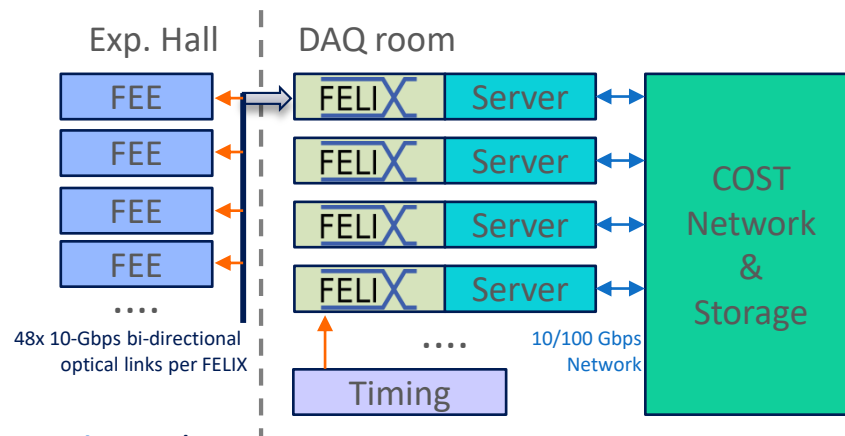 Exp. Hall
DAQ room
FEE
FELIX
Server
FEE
FELIX
Server
FEE
FELIX
Server
FEE
FELIX
Server
COST
Network
&
Storage
....
48x 10-Gbps bi-directional
optical links per FELIX
....
10/100 Gbps
Network
Timing